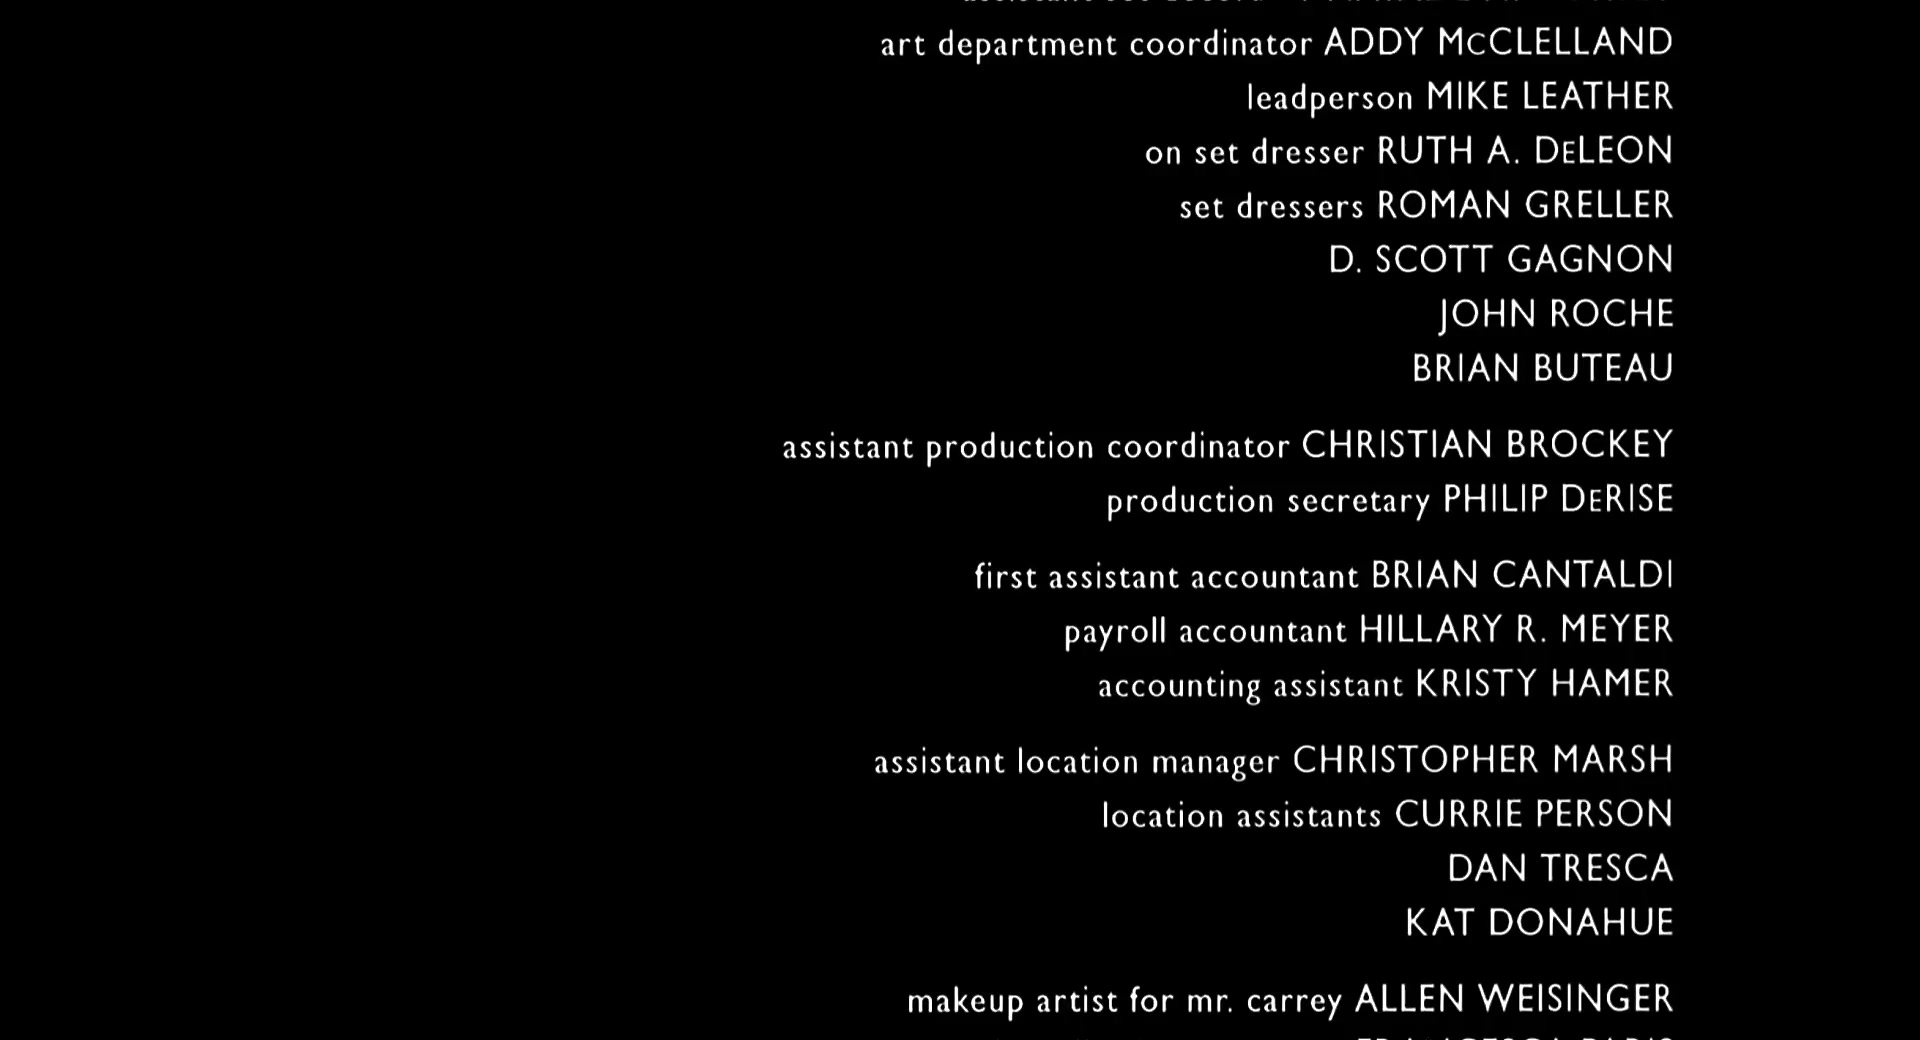 art department coordinator ADDY McCLELLAND
leadperson MIKE LEATHER
on set dresser RUTH A. DeLEON
set dressers ROMAN GRELLER
D. SCOTT GAGNON
JOHN ROCHE
BRIAN BUTEAU
assistant production coordinator CHRISTIAN BROCKEY
production secretary PHILIP DeRISE
first assistant accountant BRIAN CANTALDI
payroll accountant HILLARY R. MEYER
accounting assistant KRISTY HAMER
assistant location manager CHRISTOPHER MARSH
location assistants CURRIE PERSON
DAN TRESCA
KAT DONAHUE
makeup artist for mr. carrey ALLEN WEISINGER